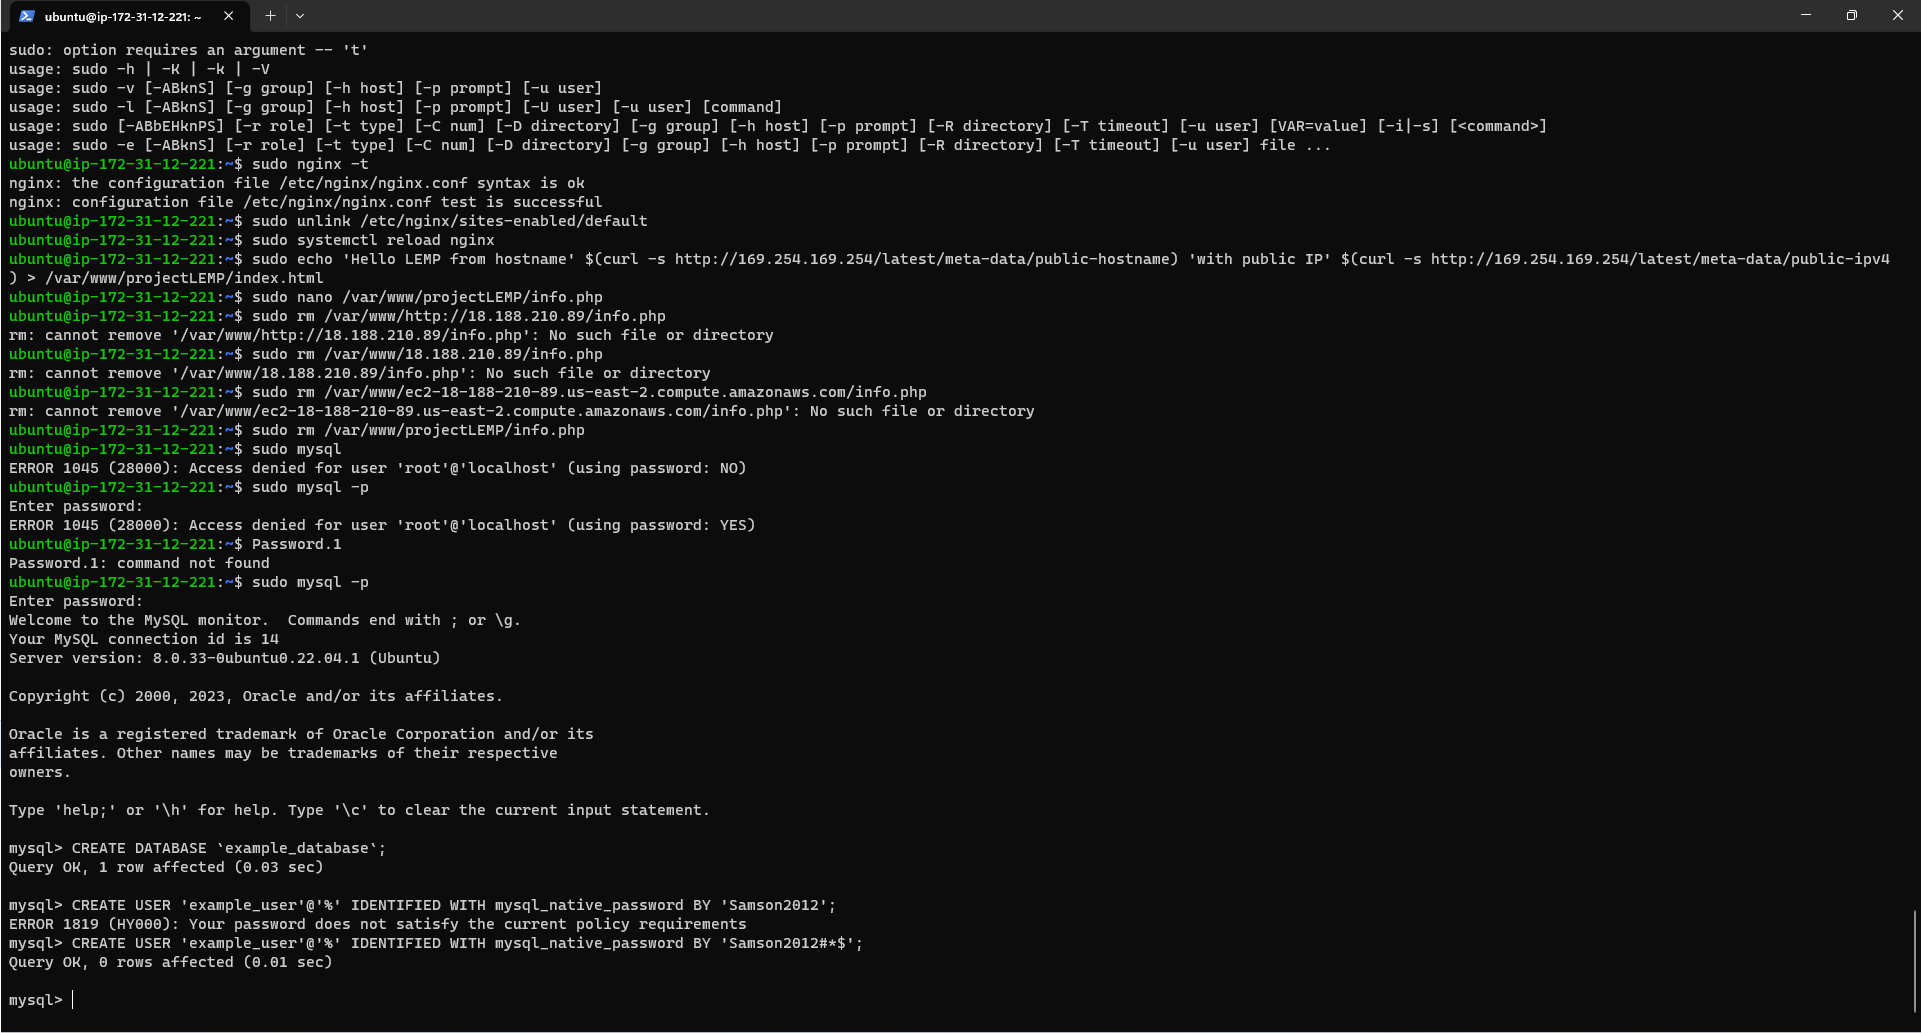 ubuntu@ip-172-31-12-221: ~
sudo: option requires an argument -- 't'
usage: sudo -h | -K | -k | -V
usage: sudo -v [-ABknS] [-g group] [-h host] [-p prompt] [-u user]
usage: sudo -l [-ABknS] [-g group] [-h host] [-p prompt] [-U user] [-u user] [command]
usage: sudo [-ABbEHknPS] [-r role] [-t type] [-C num] [-D directory] [-g group] [-h host] [-p prompt] [-R directory] [-T timeout] [-u user] [VAR=value] [-i|-s] [<command>]
usage: sudo -e [-ABknS] [-r role] [-t type] [-C num] [-D directory] [-g group] [-h host] [-p prompt] [-R directory] [-T timeout] [-u user] file ...
ubuntu@ip-172-31-12-221:~$ sudo nginx -t
nginx: the configuration file /etc/nginx/nginx.conf syntax is ok
nginx: configuration file /etc/nginx/nginx.conf test is successful
ubuntu@ip-172-31-12-221:~$ sudo unlink /etc/nginx/sites-enabled/default
ubuntu@ip-172-31-12-221:~$ sudo systemctl reload nginx
ubuntu@ip-172-31-12-221:~$ sudo echo 'Hello LEMP from hostname' $(curl -s http://169.254.169.254/latest/meta-data/public-hostname) 'with public IP' $(curl -s http://169.254.169.254/latest/meta-data/public-ipv4
) > /var/www/projectLEMP/index.html
ubuntu@ip-172-31-12-221:~$ sudo nano /var/www/projectLEMP/info.php
ubuntu@ip-172-31-12-221:~$ sudo rm /var/www/http://18.188.210.89/info.php
rm: cannot remove '/var/www/http://18.188.210.89/info.php': No such file or directory
ubuntu@ip-172-31-12-221:~$ sudo rm /var/www/18.188.210.89/info.php
rm: cannot remove '/var/www/18.188.210.89/info.php': No such file or directory
ubuntu@ip-172-31-12-221:~$ sudo rm /var/www/ec2-18-188-210-89.us-east-2.compute.amazonaws.com/info.php
rm: cannot remove '/var/www/ec2-18-188-210-89.us-east-2.compute.amazonaws.com/info.php': No such file or directory
ubuntu@ip-172-31-12-221:~$ sudo rm /var/www/projectLEMP/info.php
ubuntu@ip-172-31-12-221:~$ sudo mysql
ERROR 1045 (28000): Access denied for user 'root'@'localhost' (using password: NO)
ubuntu@ip-172-31-12-221:~$ sudo mysql -p
Enter password:
ERROR 1045 (28000): Access denied for user 'root'@'localhost' (using password: YES)
ubuntu@ip-172-31-12-221:~$ Password.1
Password.1: command not found
ubuntu@ip-172-31-12-221:~$ sudo mysql -p
Enter password:
Welcome to the MySQL monitor.  Commands end with ; or \g.
Your MySQL connection id is 14
Server version: 8.0.33-0ubuntu0.22.04.1 (Ubuntu)
Copyright (c) 2000, 2023, Oracle and/or its affiliates.
Oracle is a registered trademark of Oracle Corporation and/or its
affiliates. Other names may be trademarks of their respective
owners.
Type 'help;' or '\h' for help. Type '\c' to clear the current input statement.
mysql> CREATE DATABASE `example_database`;
Query OK, 1 row affected (0.03 sec)
mysql> CREATE USER 'example_user'@'%' IDENTIFIED WITH mysql_native_password BY 'Samson2012';
ERROR 1819 (HY000): Your password does not satisfy the current policy requirements
mysql> CREATE USER 'example_user'@'%' IDENTIFIED WITH mysql_native_password BY 'Samson2012#*$';
Query OK, 0 rows affected (0.01 sec)
mysql>